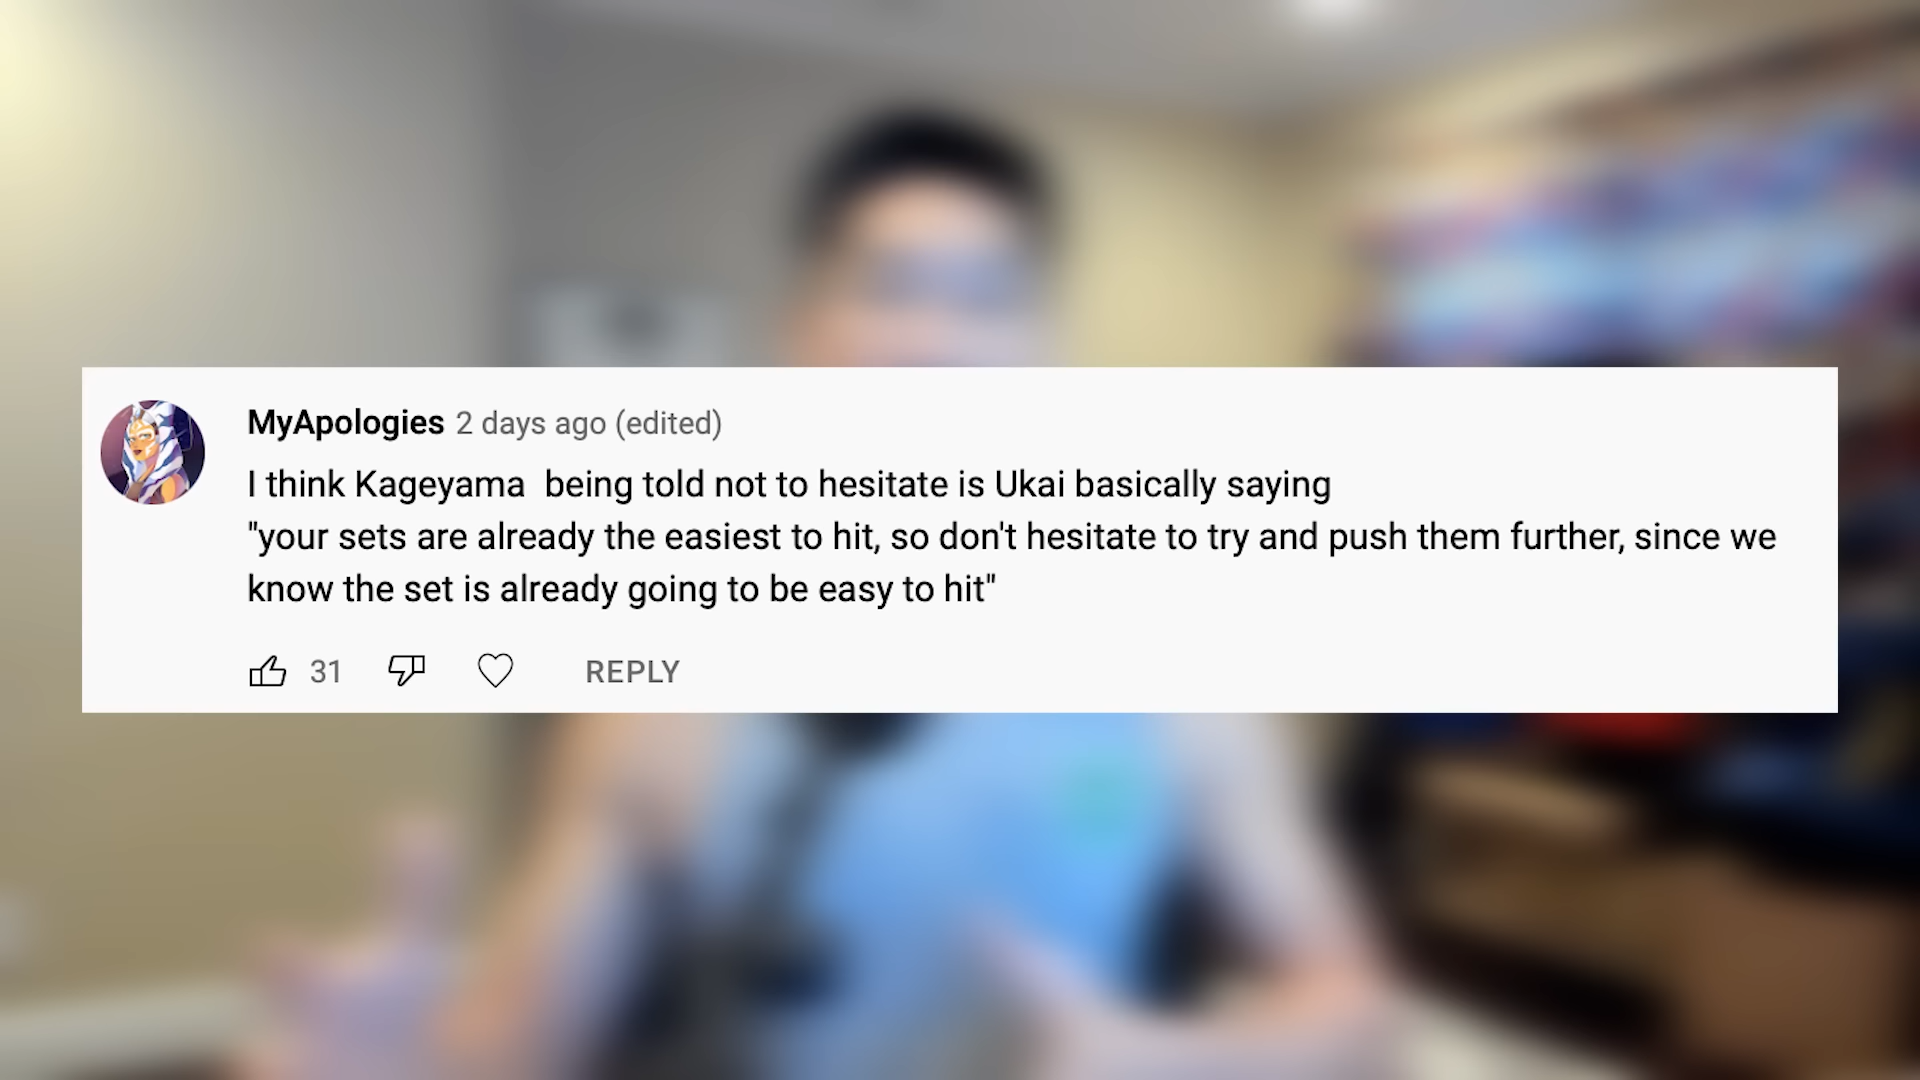 MyApologies 2 days ago (edited)
I think Kageyama  being told not to hesitate is Ukai basically saying
"your sets are already the easiest to hit, so don't hesitate to try and push them further, since we
know the set is already going to be easy to hit"
31 REPLY